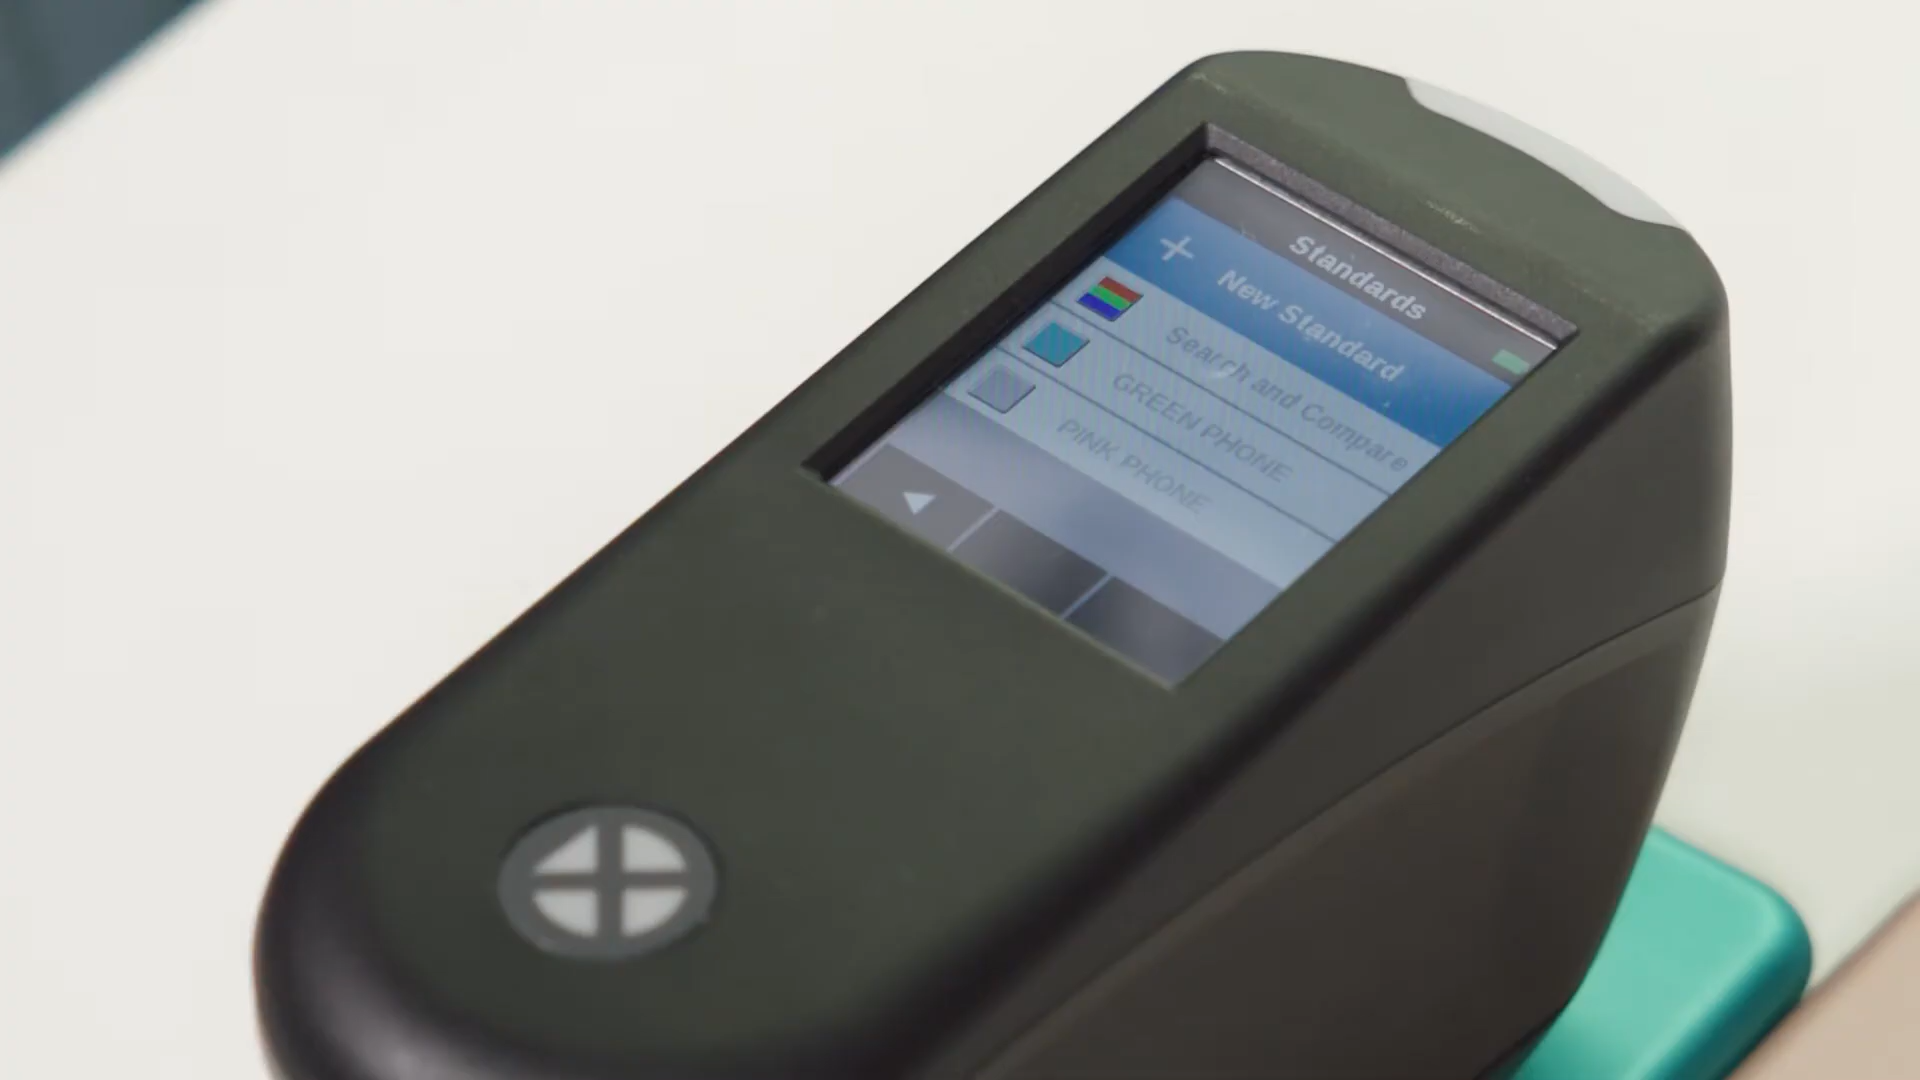 Standards
New Standard
Search and Compare
GREEN PHONE
PINK PHONE